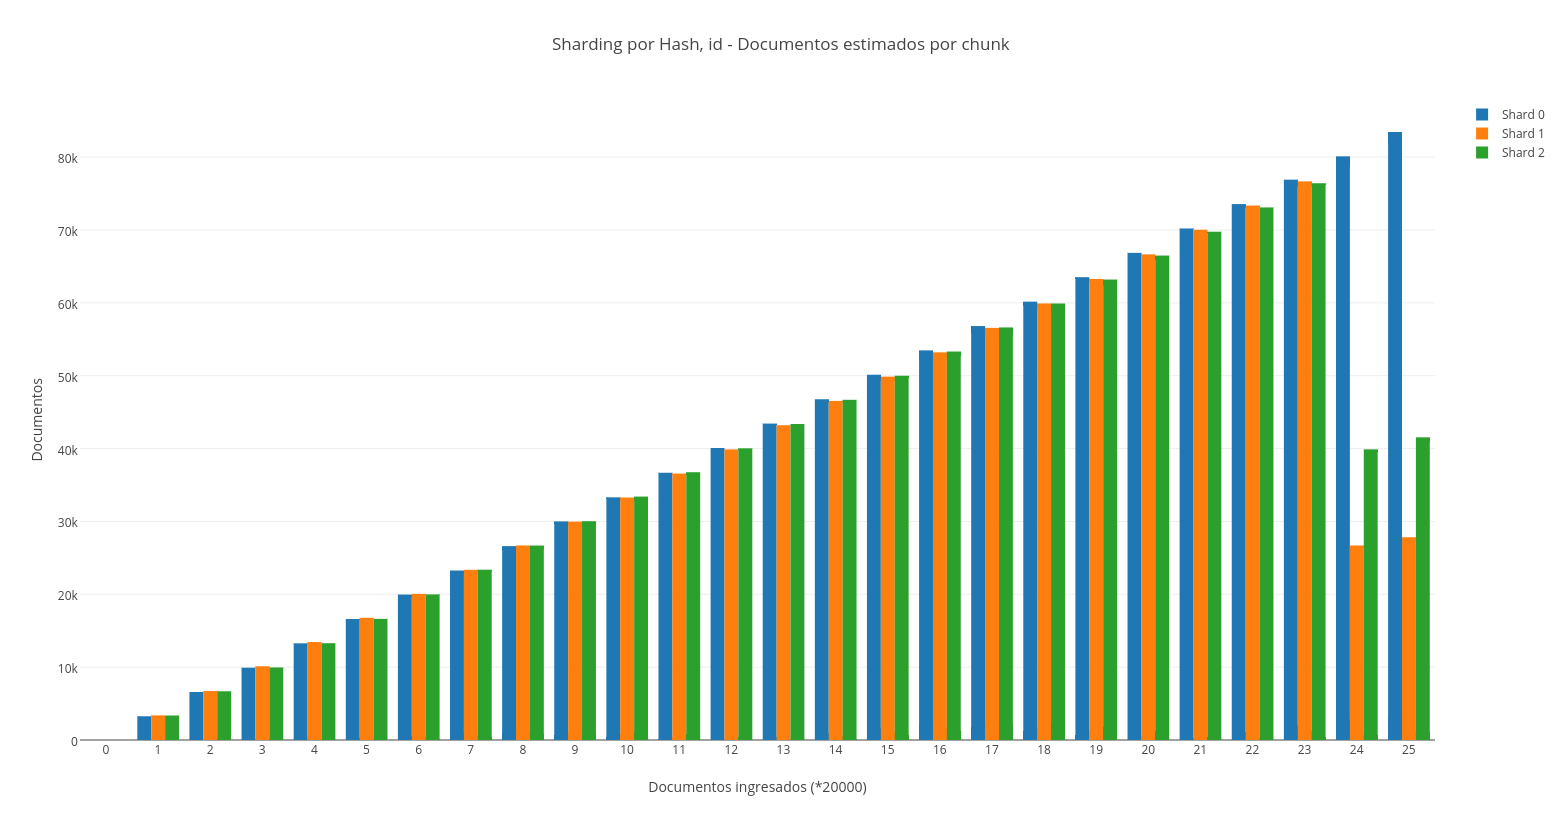 Sharding por Hash, id - Documentos estimados por chunk
Shard 0
Shard 1
Shard 2
80k
70k
60k
50k
40k
30k
20k
10k
0
Documentos
0 1 2 3 4 5 6 7 8 9 10 11 12 13 14 15 16 17 18 19 20 21 22 23 24 25
Documentos ingresados (*20000)